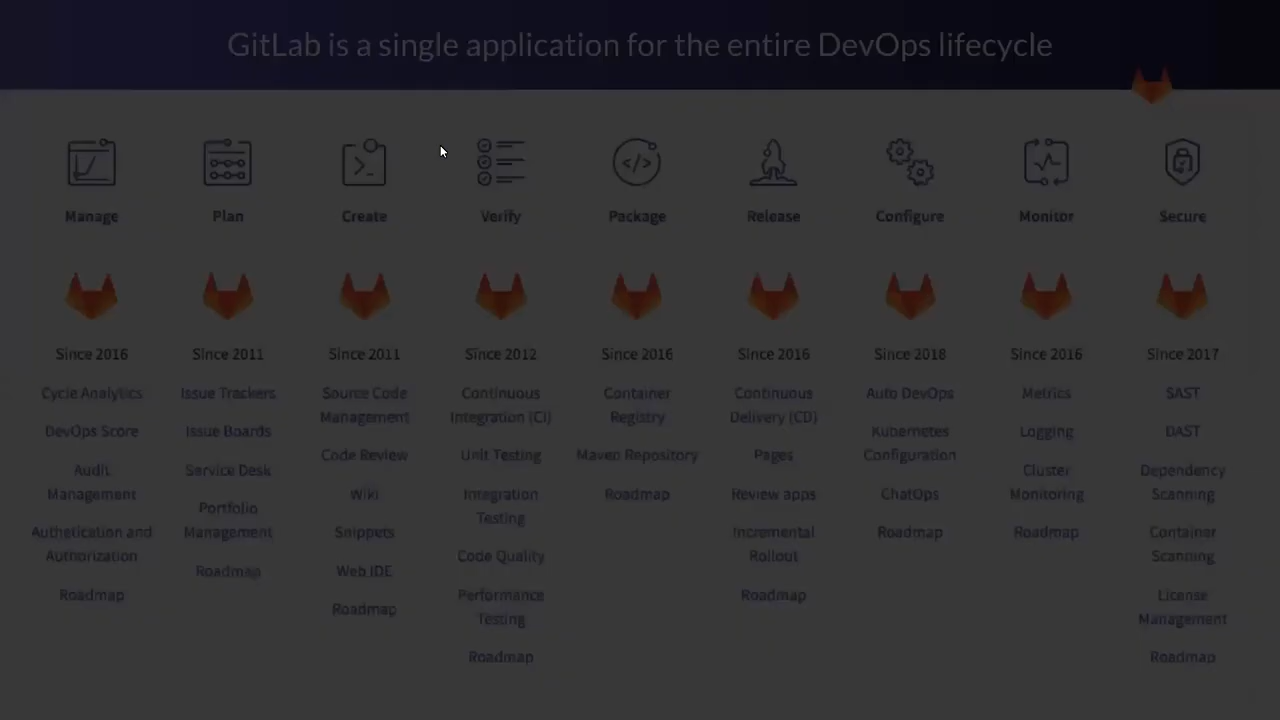 GitLab is a single application for the entire DevOps lifecycle
Manage
Plan
Create
Verify
Package
Release
Configure
Monitor
Secure
Since 2016
Since 2011
Since 2011
Since 2012
Since 2016
Since 2016
Since 2018
Since 2016
Since 2017
Cycle Analytics
DevOps Score
Audit
Management
Authetication and
Authorization
Roadmap
Issue Trackers
Issue Boards
Service Desk
Portfolio
Management
Roadmap
Source Code
Management
Code Review
Wiki
Snippets
Web IDE
Roadmap
Continuous
Integration (CI)
Unit Testing
Integration
Testing
Code Quality
Performance
Testing
Roadmap
Container
Registry
Maven Repository
Roadmap
Continuous
Delivery (CD)
Pages
Review apps
Incremental
Rollout
Roadmap
Auto DevOps
Kubernetes
Configuration
ChatOps
Roadmap
Metrics
Logging
Cluster
Monitoring
Roadmap
SAST
DAST
Dependency
Scanning
Container
Scanning
License
Management
Roadmap